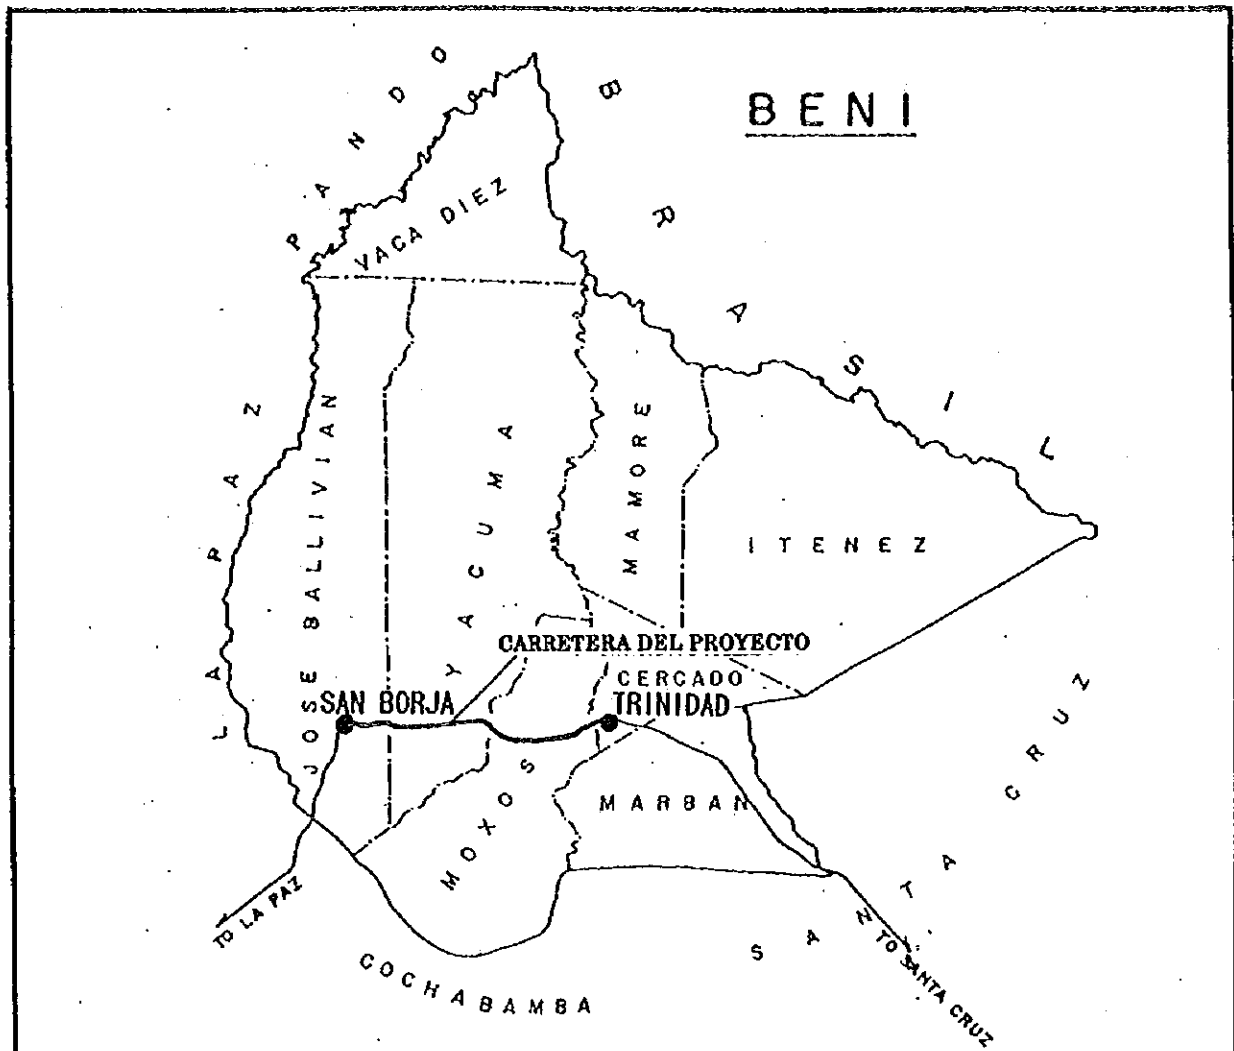 BENI
PANDO
BRASIL
VACA DIEZ
LA PAZ
JOSE BALLIVIAN
YACUMA
MAMORE
ITENEZ
CARRETERA DEL PROYECTO
CERCADO
SAN BORJA
TRINIDAD
MOXOS
MARBAN
SANTA CRUZ
TO LA PAZ
COCHABAMBA
TO SANTA CRUZ